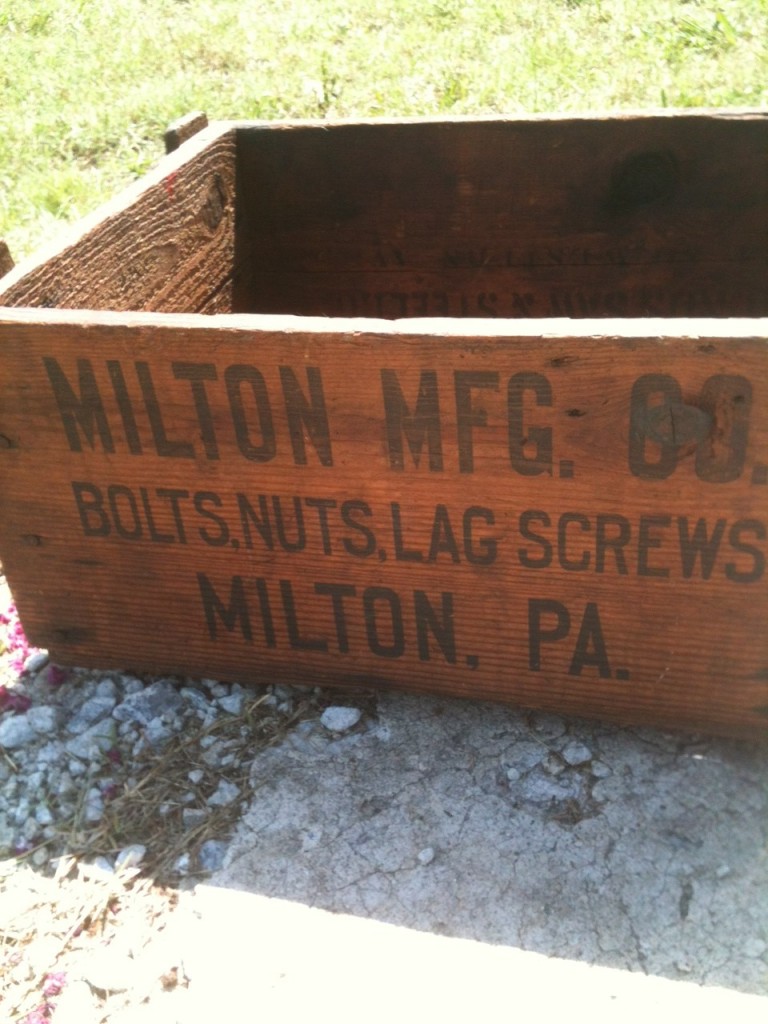 MILTON MFG. CO.
BOLTS, NUTS, LAG SCREWS
MILTON, PA.